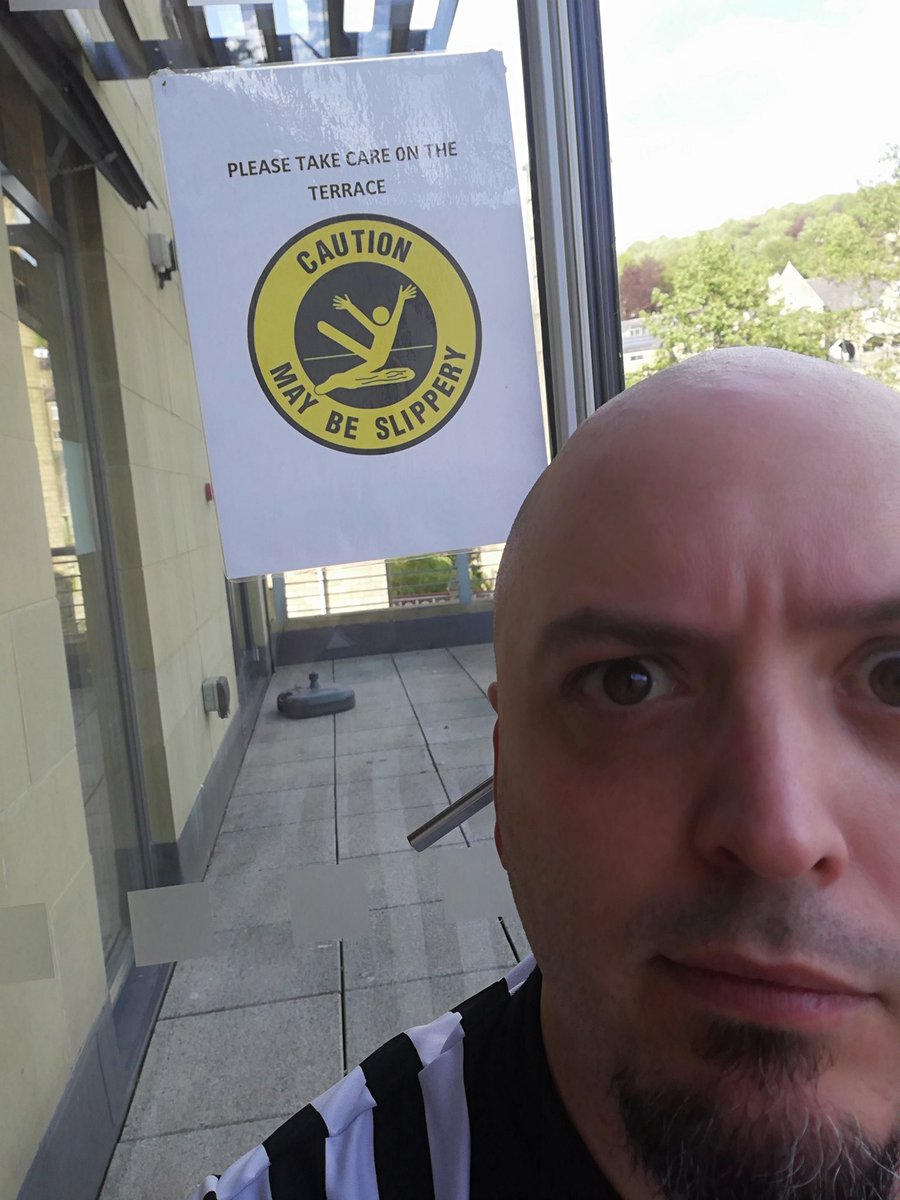 PLEASE TAKE CARE ON THE
TERRACE
CAUTION
MAY BE SLIPPERY